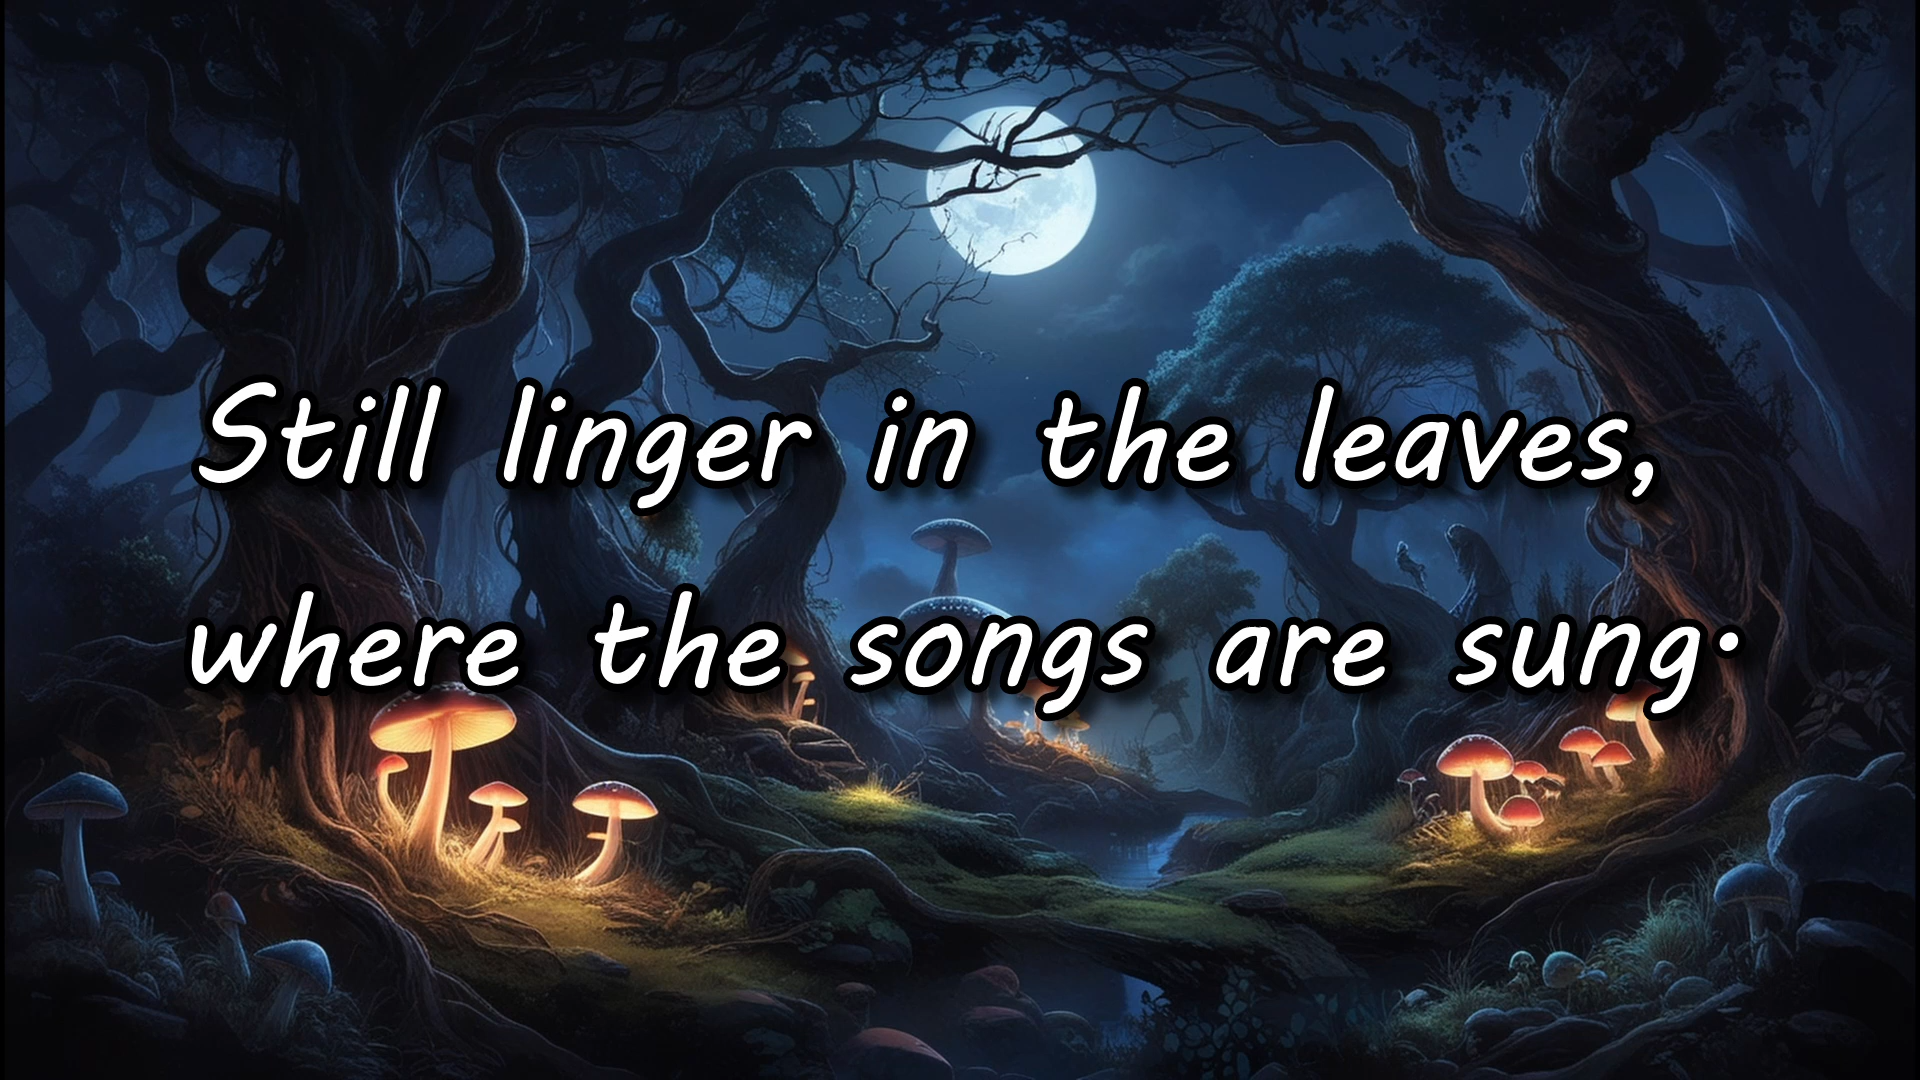 Still linger in the leaves,
where the songs are sung·